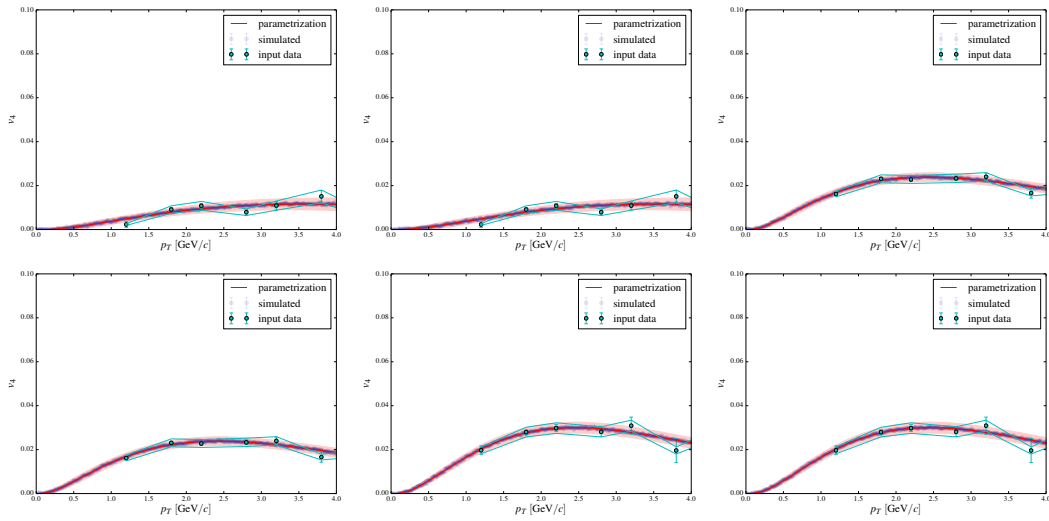 0.10
0.08
0.06
0.04
0.02
0.00
v₄
parametrization
simulated
input data
0.0 0.5 1.0 1.5 2.0 2.5 3.0 3.5 4.0
p_T [GeV/c]
0.10
0.08
0.06
0.04
0.02
0.00
v₄
parametrization
simulated
input data
0.0 0.5 1.0 1.5 2.0 2.5 3.0 3.5 4.0
p_T [GeV/c]
0.10
0.08
0.06
0.04
0.02
0.00
v₄
parametrization
simulated
input data
0.0 0.5 1.0 1.5 2.0 2.5 3.0 3.5 4.0
p_T [GeV/c]
0.10
0.08
0.06
0.04
0.02
0.00
v₄
parametrization
simulated
input data
0.0 0.5 1.0 1.5 2.0 2.5 3.0 3.5 4.0
p_T [GeV/c]
0.10
0.08
0.06
0.04
0.02
0.00
v₄
parametrization
simulated
input data
0.0 0.5 1.0 1.5 2.0 2.5 3.0 3.5 4.0
p_T [GeV/c]
0.10
0.08
0.06
0.04
0.02
0.00
v₄
parametrization
simulated
input data
0.0 0.5 1.0 1.5 2.0 2.5 3.0 3.5 4.0
p_T [GeV/c]